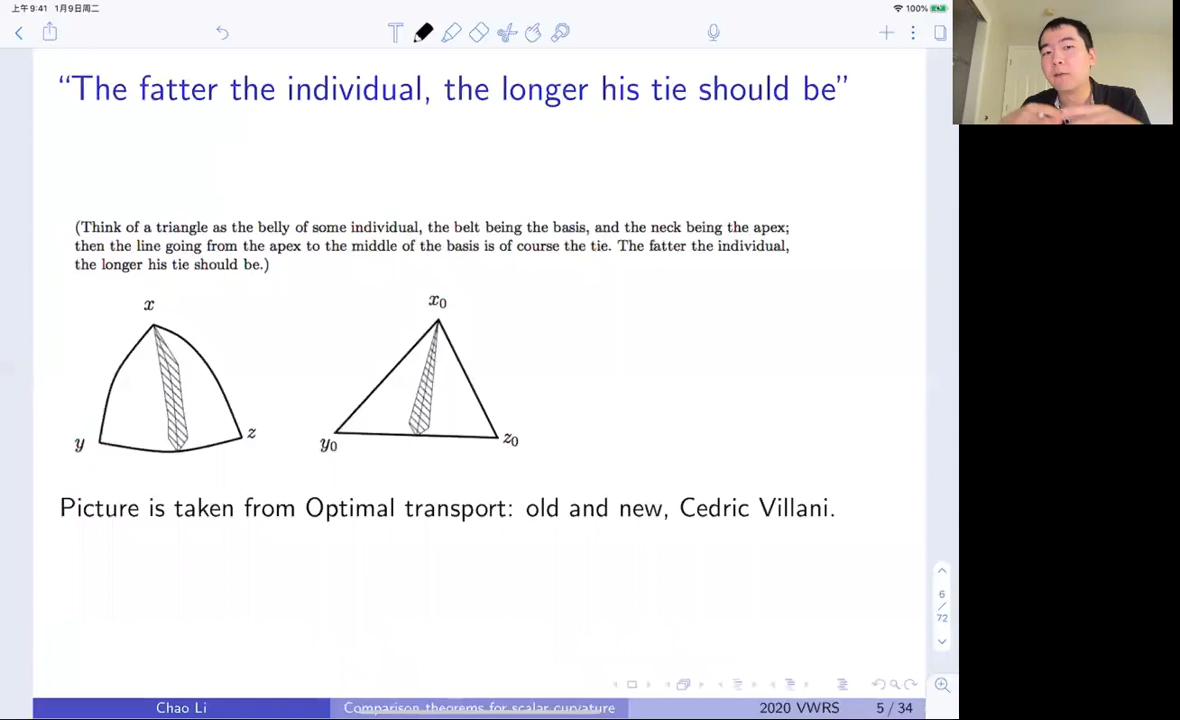 上午9:41 1月9日周二
100%
“The fatter the individual, the longer his tie should be”
(Think of a triangle as the belly of some individual, the belt being the basis, and the neck being the apex;
then the line going from the apex to the middle of the basis is of course the tie. The fatter the individual,
the longer his tie should be.)
x
x₀
y
z
y₀
z₀
Picture is taken from Optimal transport: old and new, Cedric Villani.
6
/
72
Chao Li
Comparison theorems for scalar curvature
2020 VWRS
5 / 34